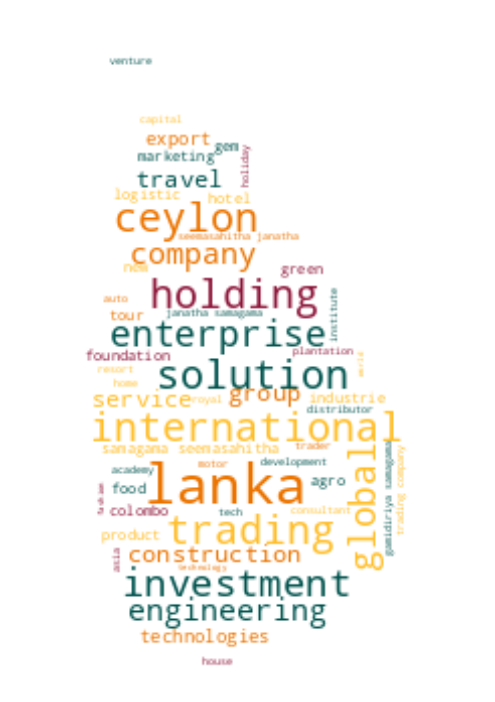 venture
capital
export
gem
marketing
holiday
travel
logistic
hotel
ceylon
seemasahitha janatha
company
new
green
holding
institute
auto
janatha samagama
tour
enterprise
foundation
plantation
world
resort
solution
home
group
service
royal
industrie
distributor
international
samagama seemasahitha
trader
global
gamidiriya samagama
trading company
academy
motor
development
lanka
food
agro
colombo
tech
consultant
trading
product
asia
construction
technology
investment
engineering
technologies
house